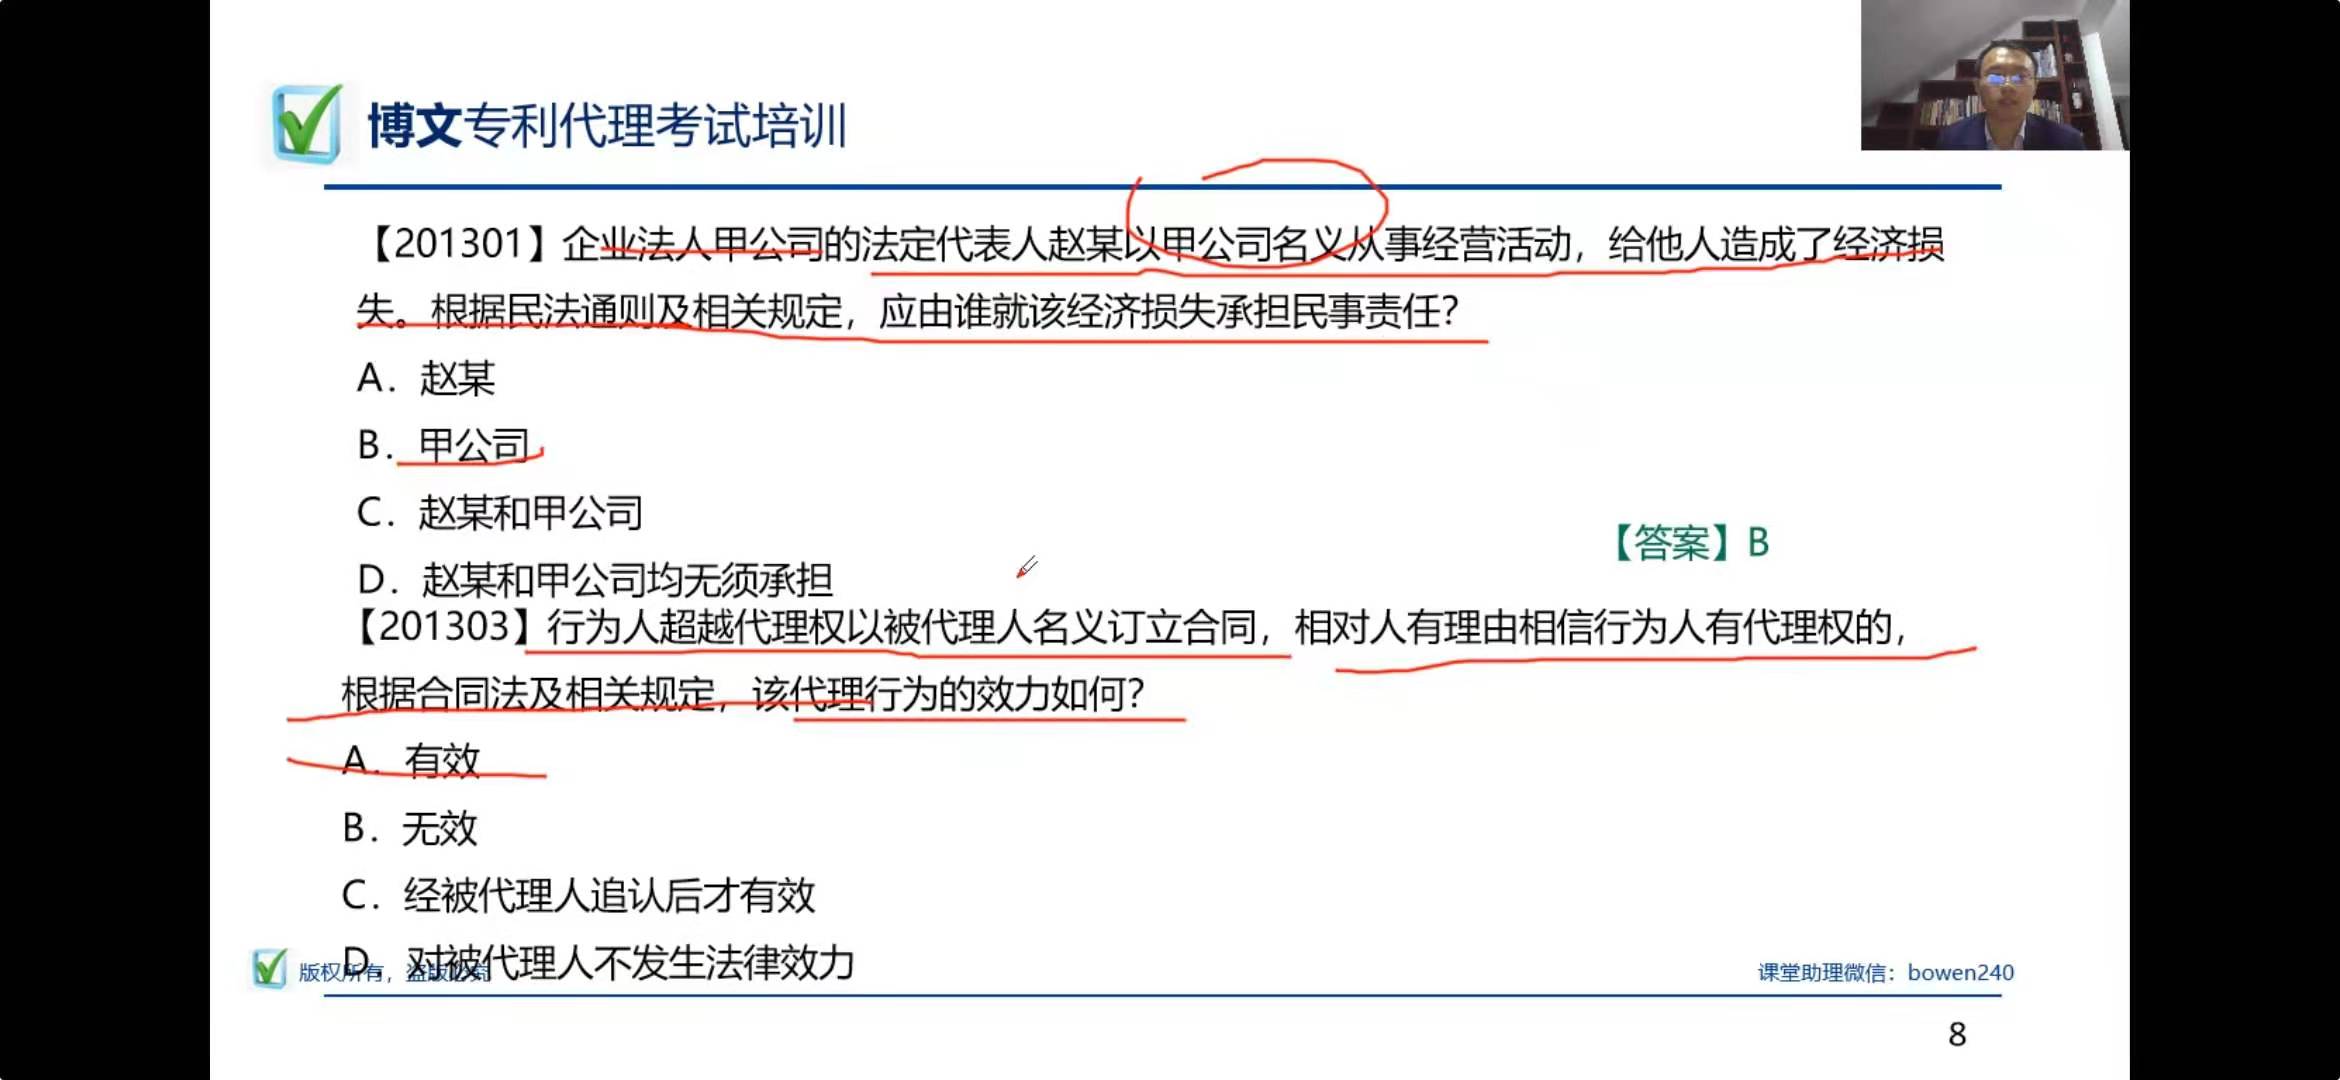 博文专利代理考试培训
【201301】企业法人甲公司的法定代表人赵某以甲公司名义从事经营活动，给他人造成了经济损
失。根据民法通则及相关规定，应由谁就该经济损失承担民事责任？
A．赵某
B．甲公司
C．赵某和甲公司
【答案】B
D．赵某和甲公司均无须承担
【201303】行为人超越代理权以被代理人名义订立合同，相对人有理由相信行为人有代理权的，
根据合同法及相关规定，该代理行为的效力如何？
A．有效
B．无效
C．经被代理人追认后才有效
D．对被代理人不发生法律效力
版权所有，盗版必究
课堂助理微信：bowen240
8